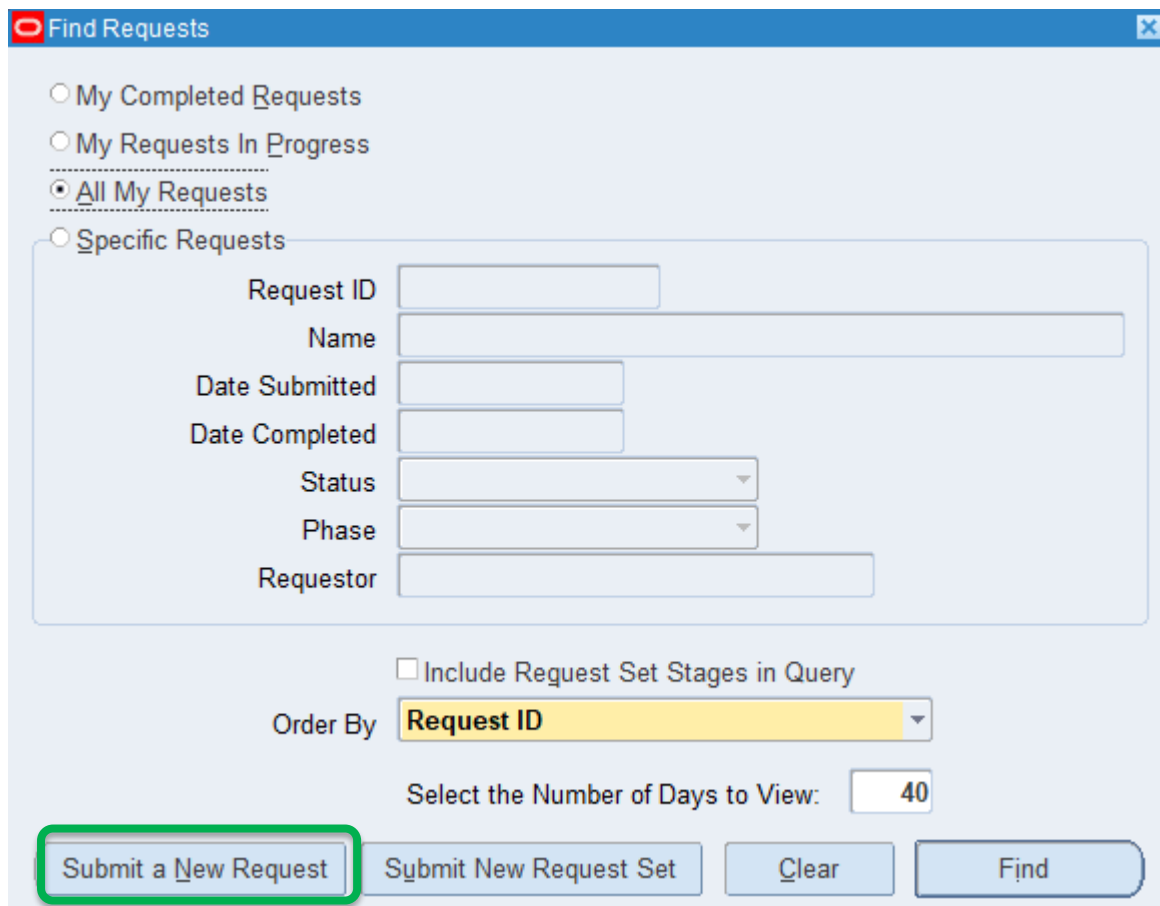 Find Requests
My Completed Requests
My Requests In Progress
All My Requests
Specific Requests
Request ID
Name
Date Submitted
Date Completed
Status
Phase
Requestor
Include Request Set Stages in Query
Order By Request ID
Select the Number of Days to View: 40
Submit a New Request Submit New Request Set Clear Find